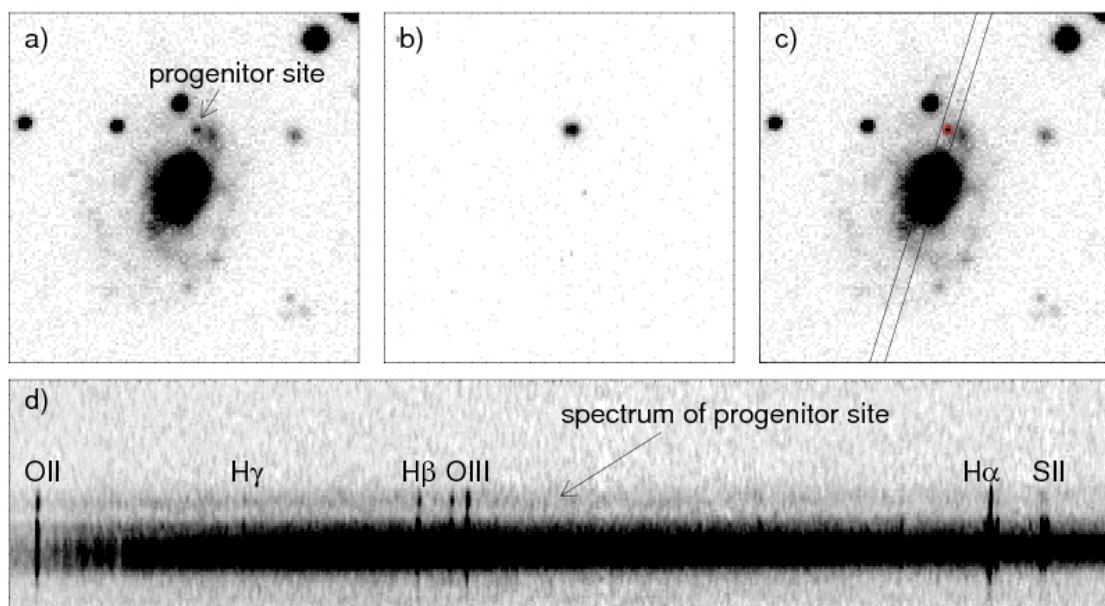 a)
progenitor site
b)
c)
d)
spectrum of progenitor site
OII
Hγ
Hβ
OIII
Hα
SII